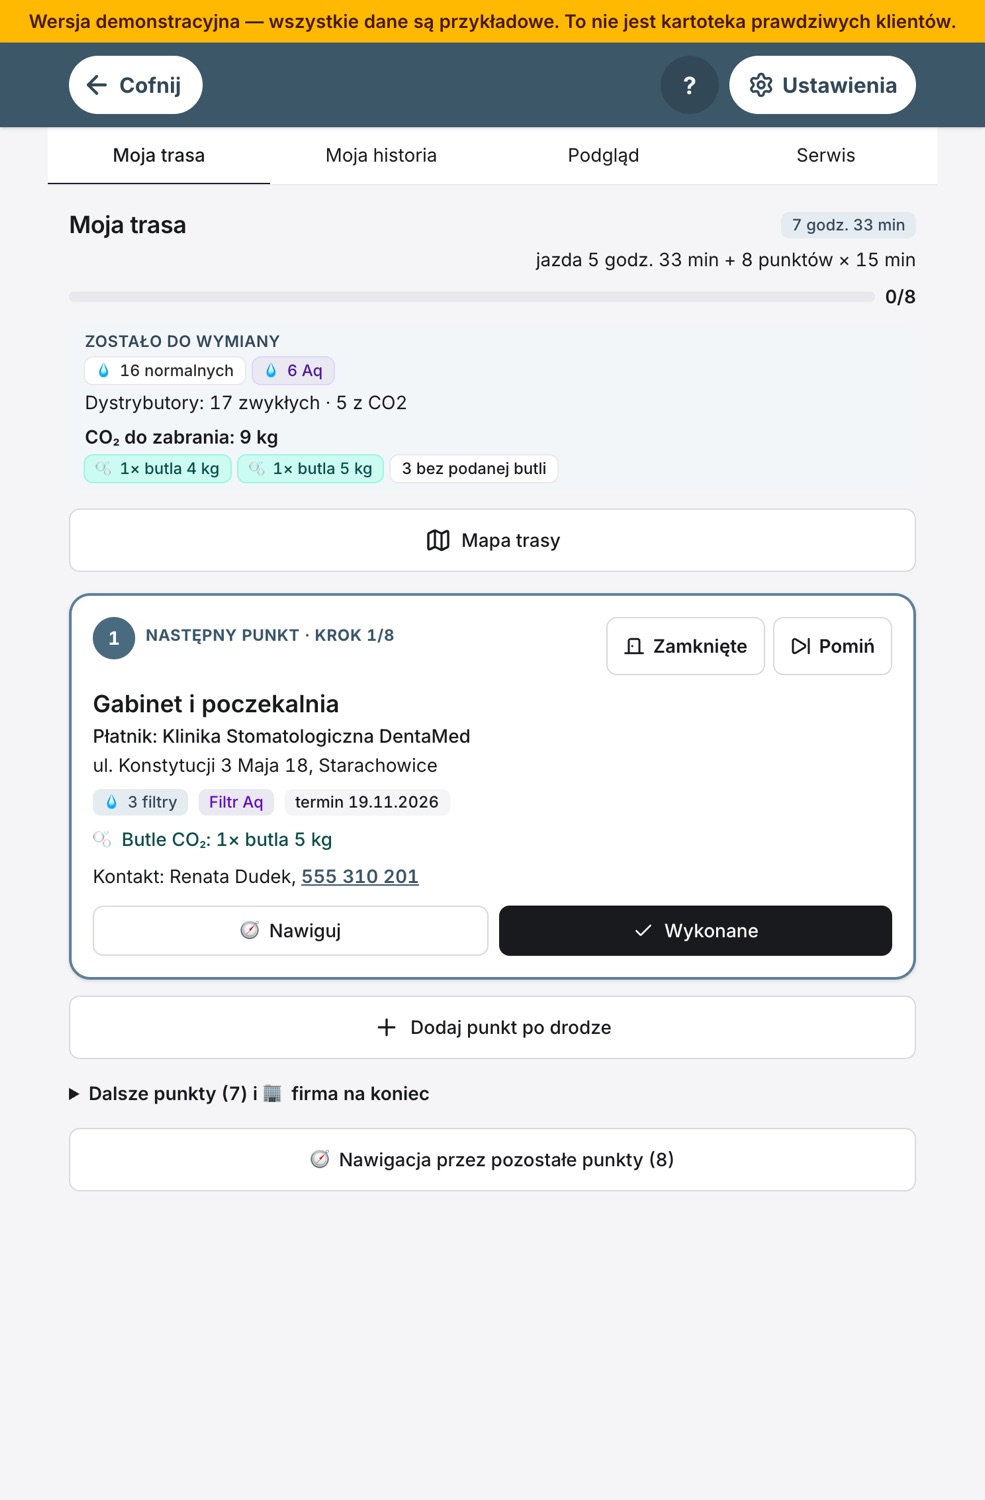 Wersja demonstracyjna — wszystkie dane są przykładowe. To nie jest kartoteka prawdziwych klientów.
Cofnij
?
Ustawienia
Moja trasa
Moja historia
Podgląd
Serwis
Moja trasa
7 godz. 33 min
jazda 5 godz. 33 min + 8 punktów × 15 min
0/8
ZOSTAŁO DO WYMIANY
16 normalnych
6 Aq
Dystrybutory: 17 zwykłych · 5 z CO2
CO₂ do zabrania: 9 kg
1× butla 4 kg
1× butla 5 kg
3 bez podanej butli
Mapa trasy
1
NASTĘPNY PUNKT · KROK 1/8
Zamknięte
Pomiń
Gabinet i poczekalnia
Płatnik: Klinika Stomatologiczna DentaMed
ul. Konstytucji 3 Maja 18, Starachowice
3 filtry
Filtr Aq
termin 19.11.2026
Butle CO₂: 1× butla 5 kg
Kontakt: Renata Dudek, 555 310 201
Nawiguj
Wykonane
Dodaj punkt po drodze
Dalsze punkty (7) i firma na koniec
Nawigacja przez pozostałe punkty (8)